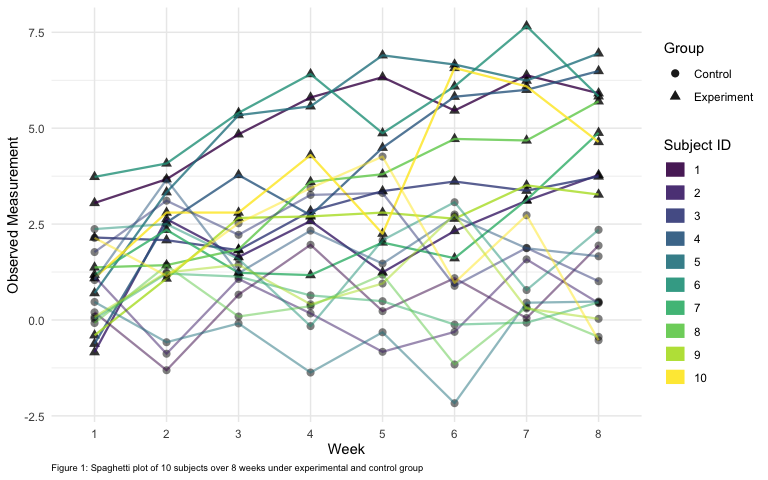 7.5
5.0
2.5
0.0
-2.5
Observed Measurement
1 2 3 4 5 6 7 8
Week
Group
Control
Experiment
Subject ID
1
2
3
4
5
6
7
8
9
10
Figure 1: Spaghetti plot of 10 subjects over 8 weeks under experimental and control group